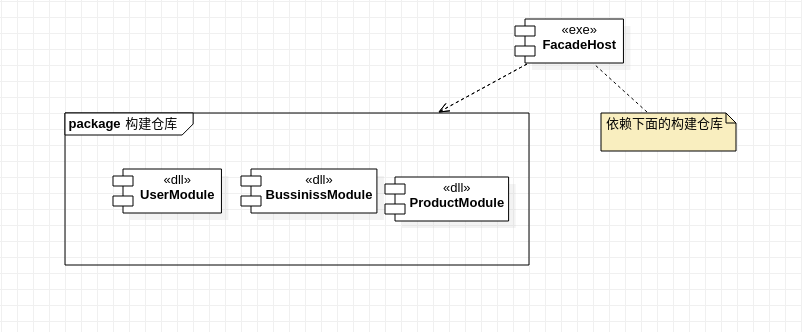 «exe»
FacadeHost
package 构建仓库
依赖下面的构建仓库
«dll»
UserModule
«dll»
BussinissModule
«dll»
ProductModule